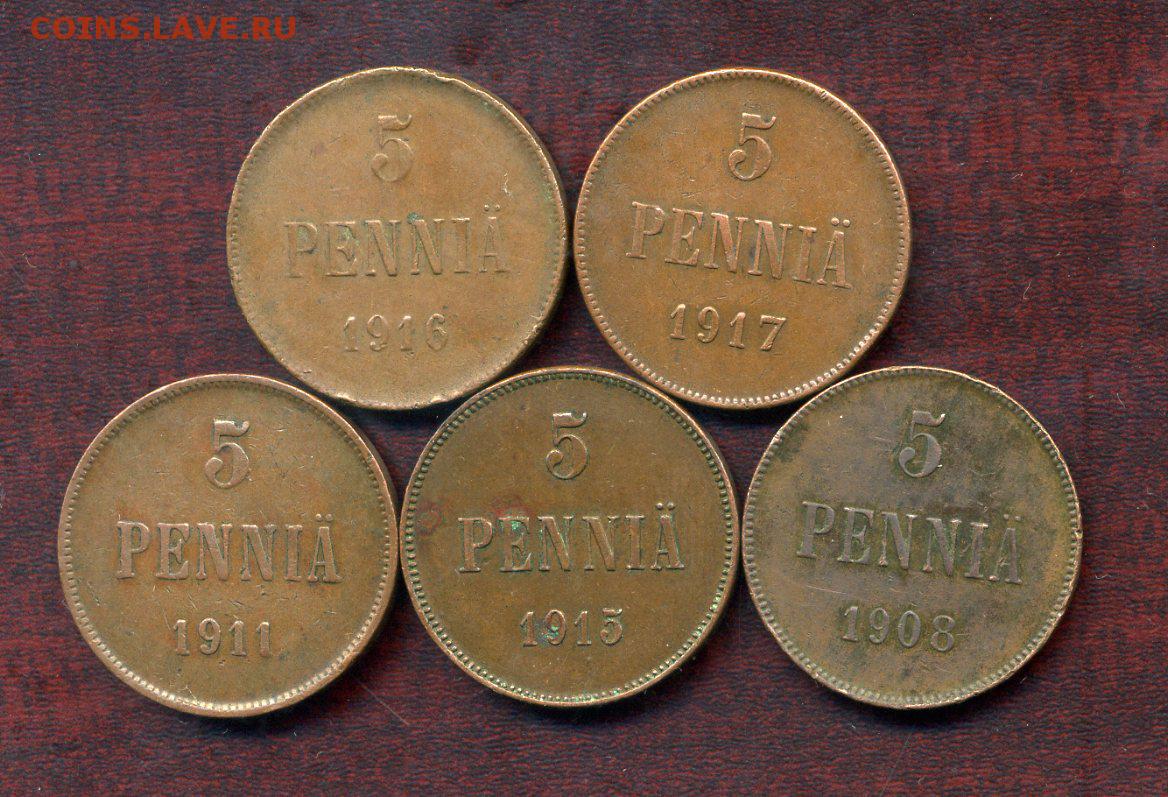 COINS.LAVE.RU
5
PENNIÄ
1916
5
PENNIÄ
1917
5
PENNIÄ
1911
5
PENNIÄ
1915
5
PENNIÄ
1908